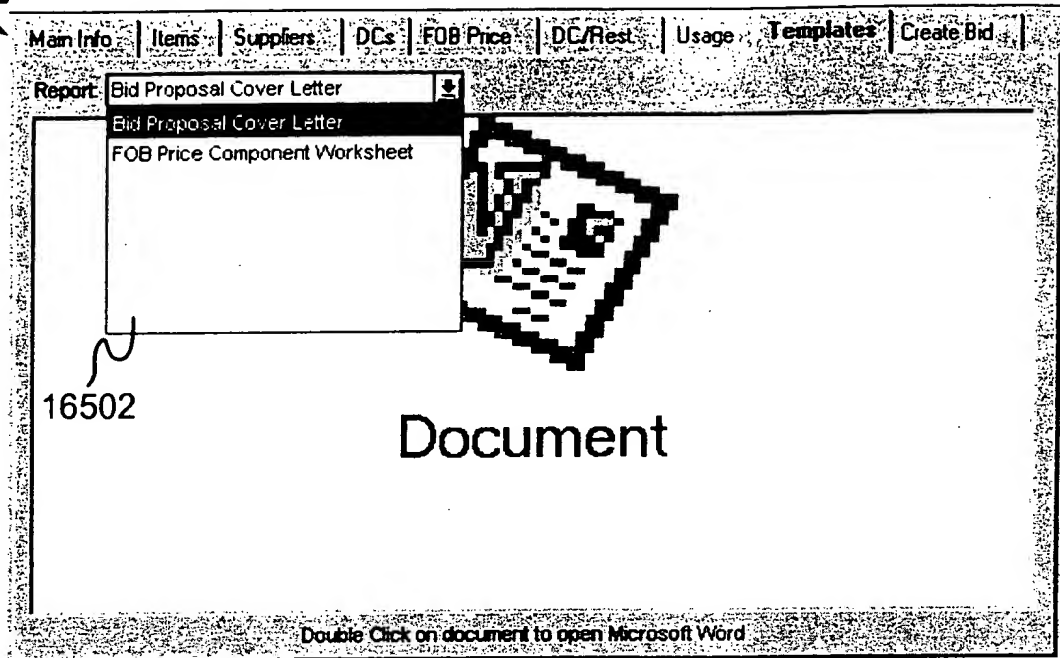 Main Info Items Suppliers DCs FOB Price DC/Rest. Usage Templates Create Bid
Report: Bid Proposal Cover Letter
Bid Proposal Cover Letter
FOB Price Component Worksheet
16502
Document
Double Click on document to open Microsoft Word